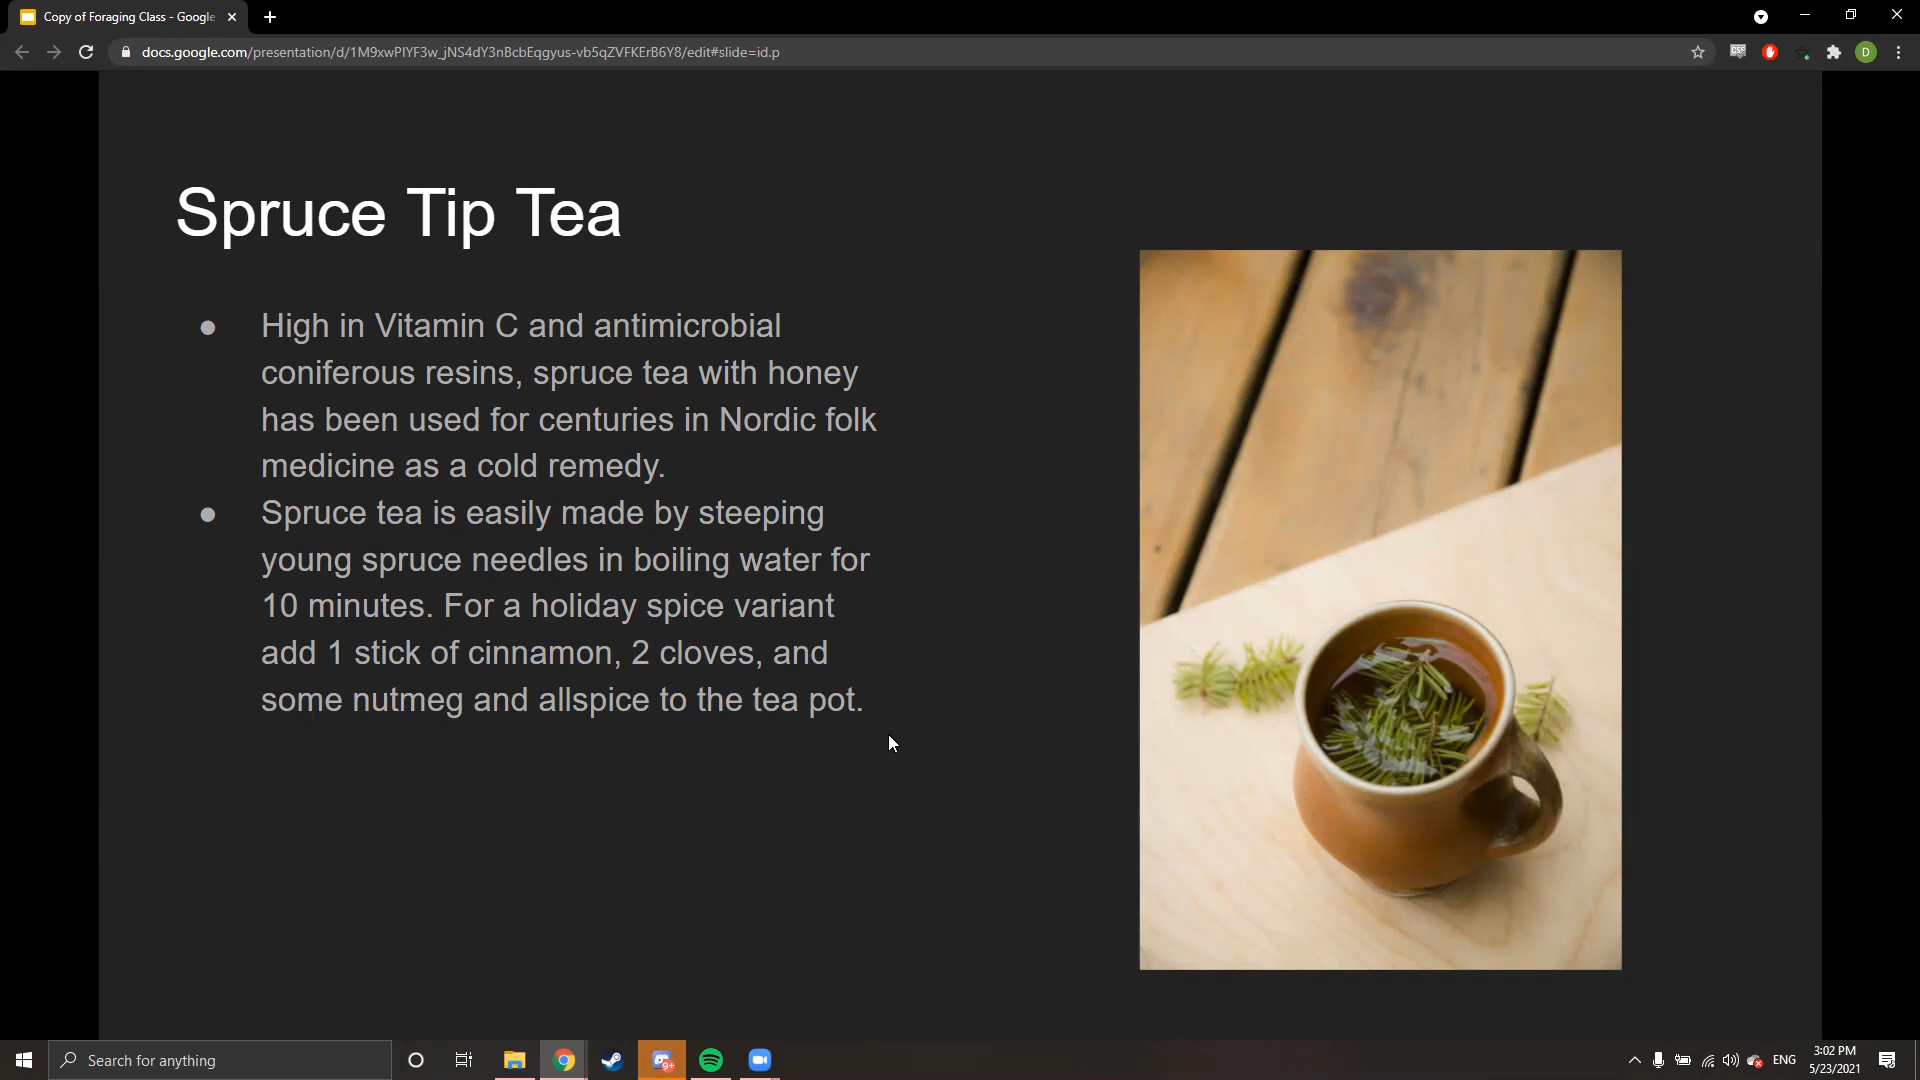 Copy of Foraging Class - Google
docs.google.com/presentation/d/1M9xwPIYF3w_jNS4dY3nBcbEqgyus-vb5qZVFKErB6Y8/edit#slide=id.p
CSP
D
Spruce Tip Tea
● High in Vitamin C and antimicrobial
coniferous resins, spruce tea with honey
has been used for centuries in Nordic folk
medicine as a cold remedy.
● Spruce tea is easily made by steeping
young spruce needles in boiling water for
10 minutes. For a holiday spice variant
add 1 stick of cinnamon, 2 cloves, and
some nutmeg and allspice to the tea pot.
Search for anything
9+
ENG
3:02 PM
5/23/2021